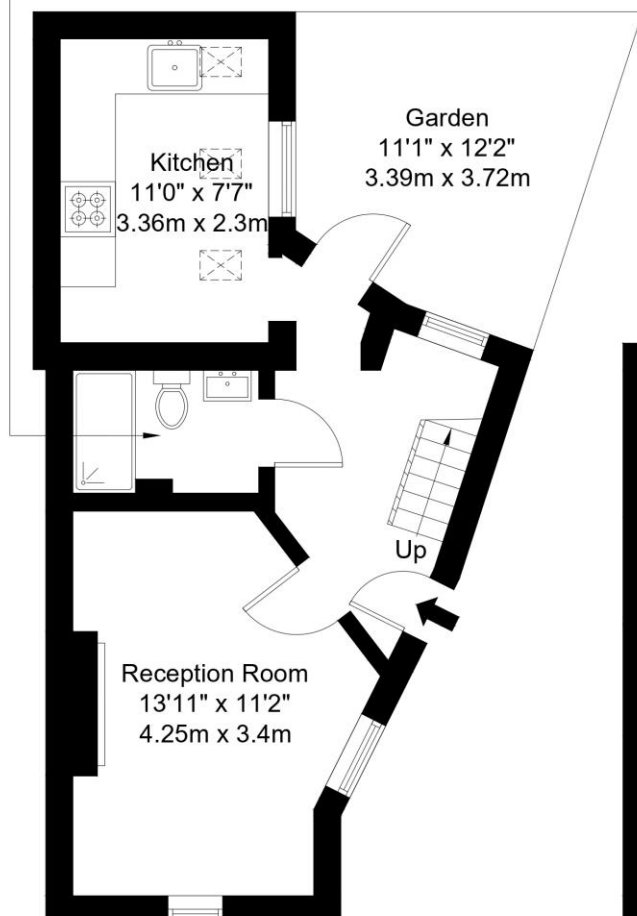 Garden
11'1" x 12'2"
3.39m x 3.72m
Kitchen
11'0" x 7'7"
3.36m x 2.3m
Up
Reception Room
13'11" x 11'2"
4.25m x 3.4m